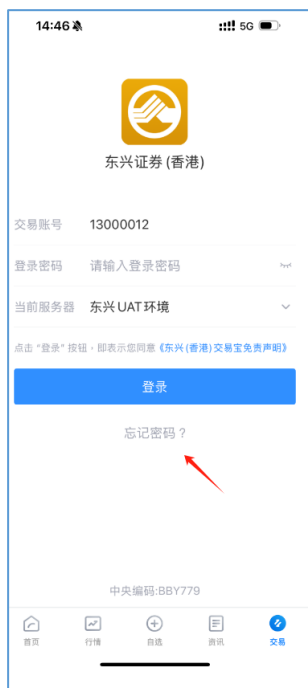 14:46 5G
东兴证券(香港)
交易账号 13000012
登录密码 请输入登录密码
当前服务器 东兴UAT环境
点击“登录”按钮,即表示您同意《东兴(香港)交易宝免责声明》
登录
忘记密码？
中央编码:BBY779
首页 行情 自选 资讯 交易